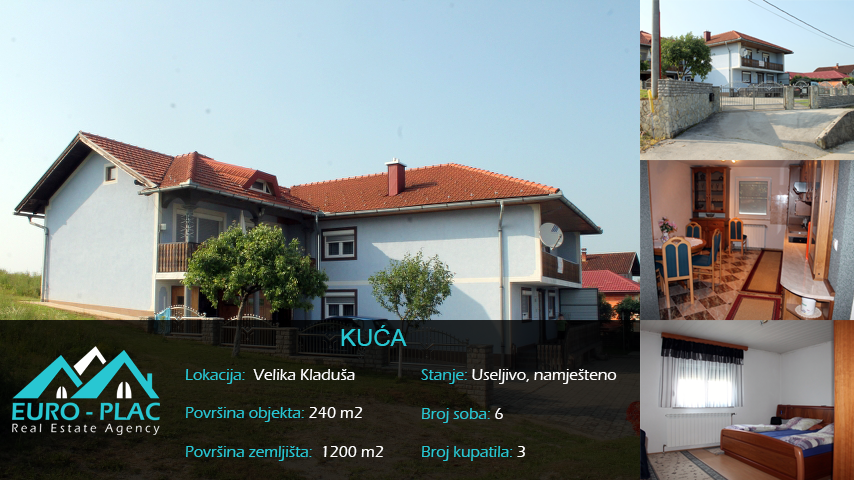 KUĆA
Lokacija: Velika Kladuša
Stanje: Useljivo, namješteno
Površina objekta: 240 m2
Broj soba: 6
Površina zemljišta: 1200 m2
Broj kupatila: 3
EURO - PLAC
Real Estate Agency